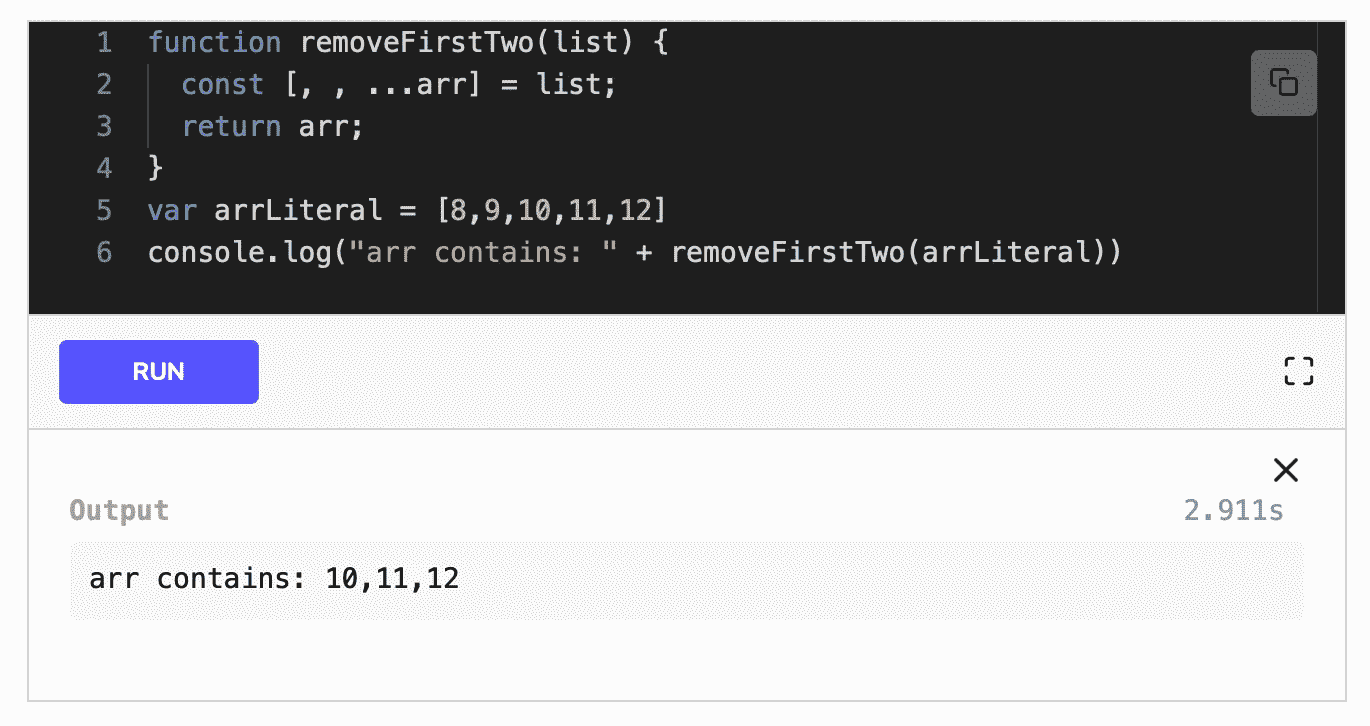 1 function removeFirstTwo(list) {
2   const [, , ...arr] = list;
3   return arr;
4 }
5 var arrLiteral = [8,9,10,11,12]
6 console.log("arr contains: " + removeFirstTwo(arrLiteral))
RUN
Output 2.911s
arr contains: 10,11,12